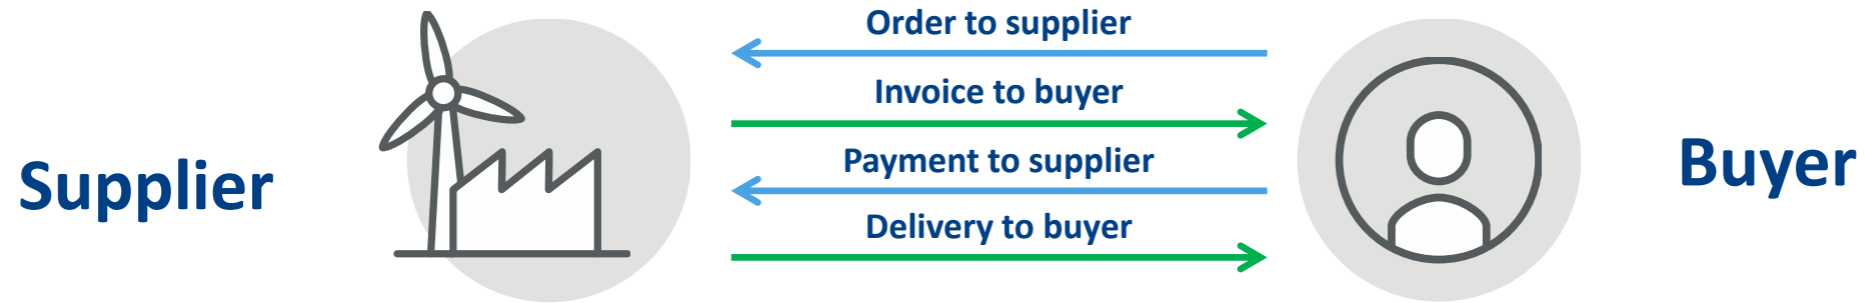 Supplier
Order to supplier
Invoice to buyer
Payment to supplier
Delivery to buyer
Buyer